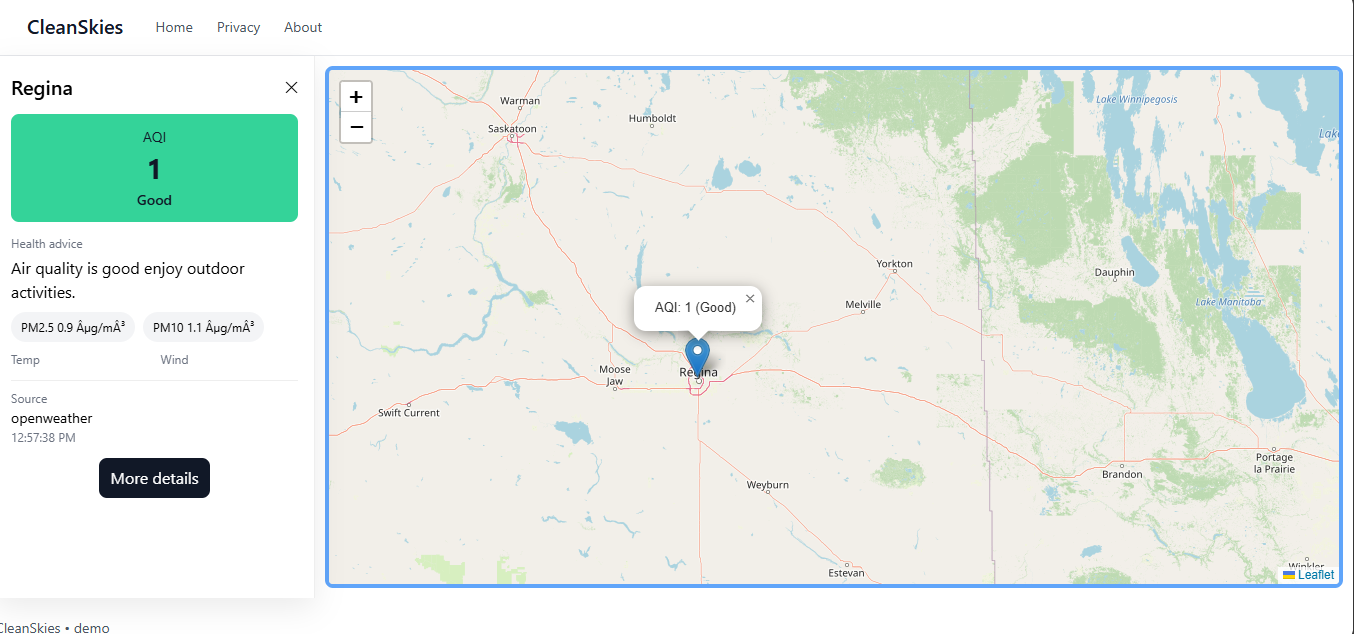 CleanSkies Home Privacy About
Regina ×
AQI
1
Good
Health advice
Air quality is good enjoy outdoor
activities.
PM2.5 0.9 Âµg/mÂ³ PM10 1.1 Âµg/mÂ³
Temp Wind
Source
openweather
12:57:38 PM
More details
+
−
Warman
Saskatoon
Humboldt
Lake Winnipegosis
Yorkton
Dauphin
Melville
Lake Manitoba
AQI: 1 (Good) ×
Moose
Jaw
Regina
Swift Current
Portage
la Prairie
Brandon
Weyburn
Estevan
Winkler
Leaflet
CleanSkies • demo